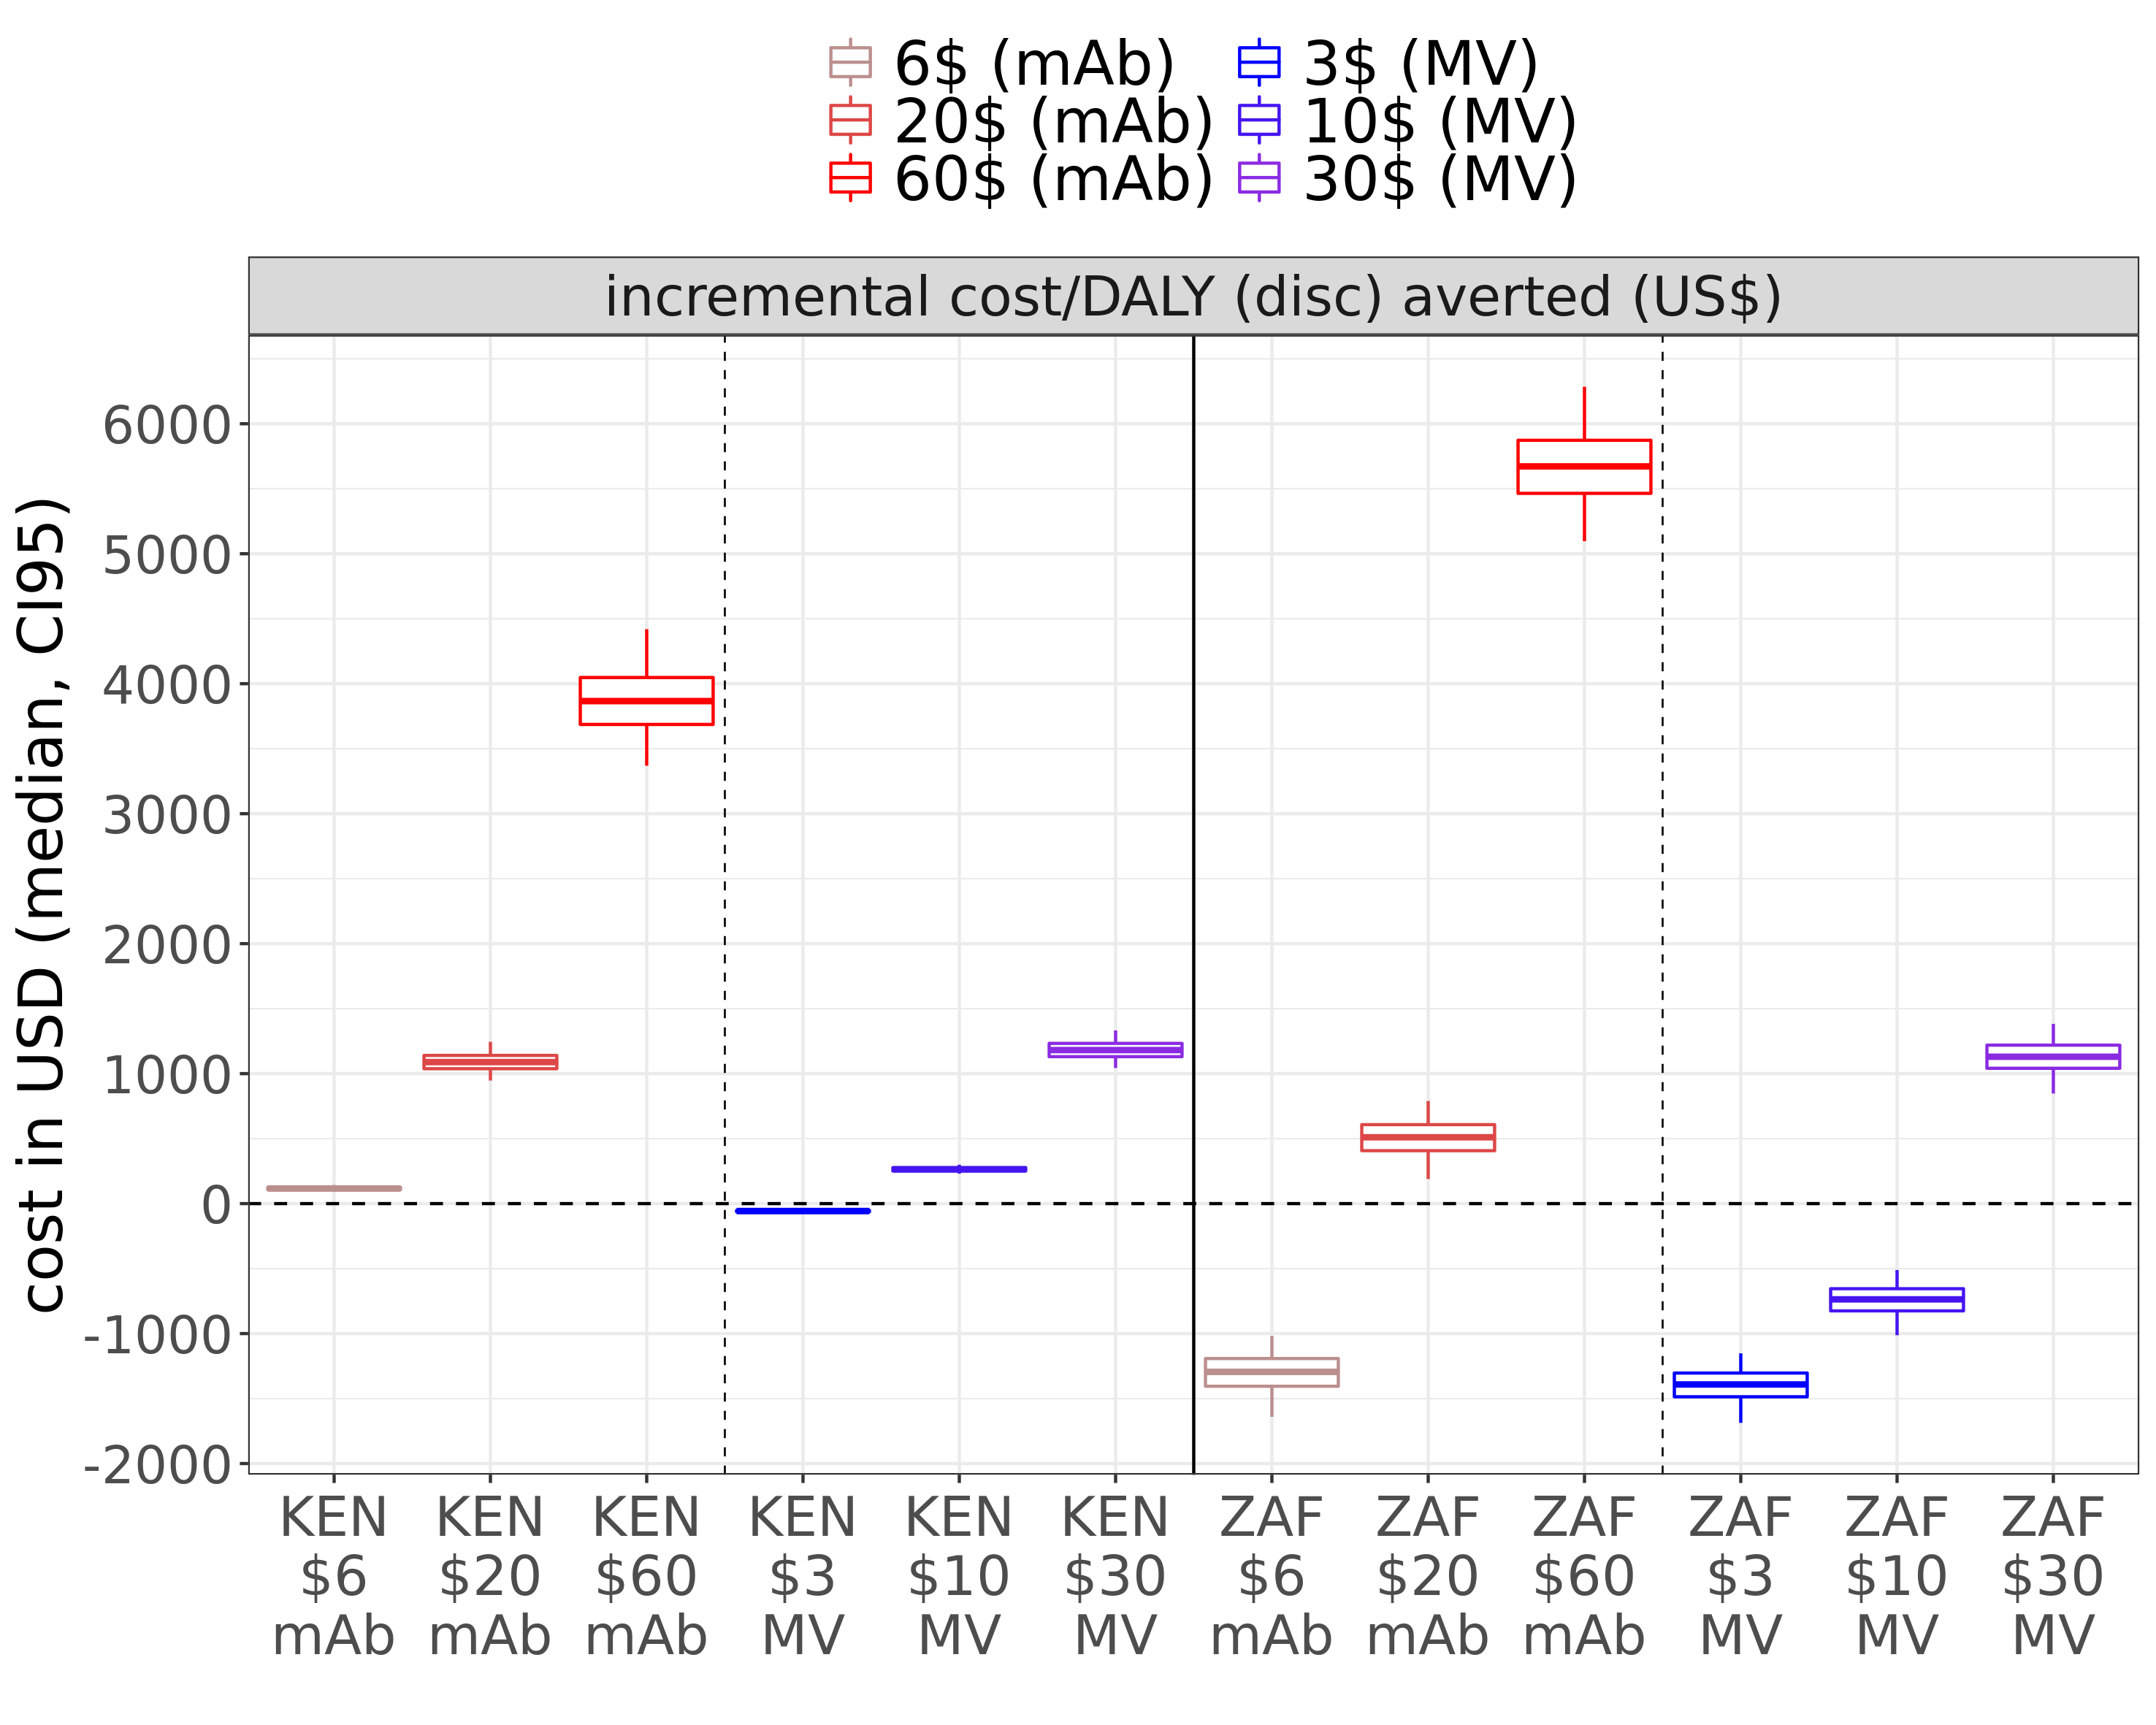 6$ (mAb) 3$ (MV)
20$ (mAb) 10$ (MV)
60$ (mAb) 30$ (MV)
incremental cost/DALY (disc) averted (US$)
cost in USD (median, CI95)
6000
5000
4000
3000
2000
1000
0
-1000
-2000
KEN KEN KEN KEN KEN KEN ZAF ZAF ZAF ZAF ZAF ZAF
$6 $20 $60 $3 $10 $30 $6 $20 $60 $3 $10 $30
mAb mAb mAb MV MV MV mAb mAb mAb MV MV MV